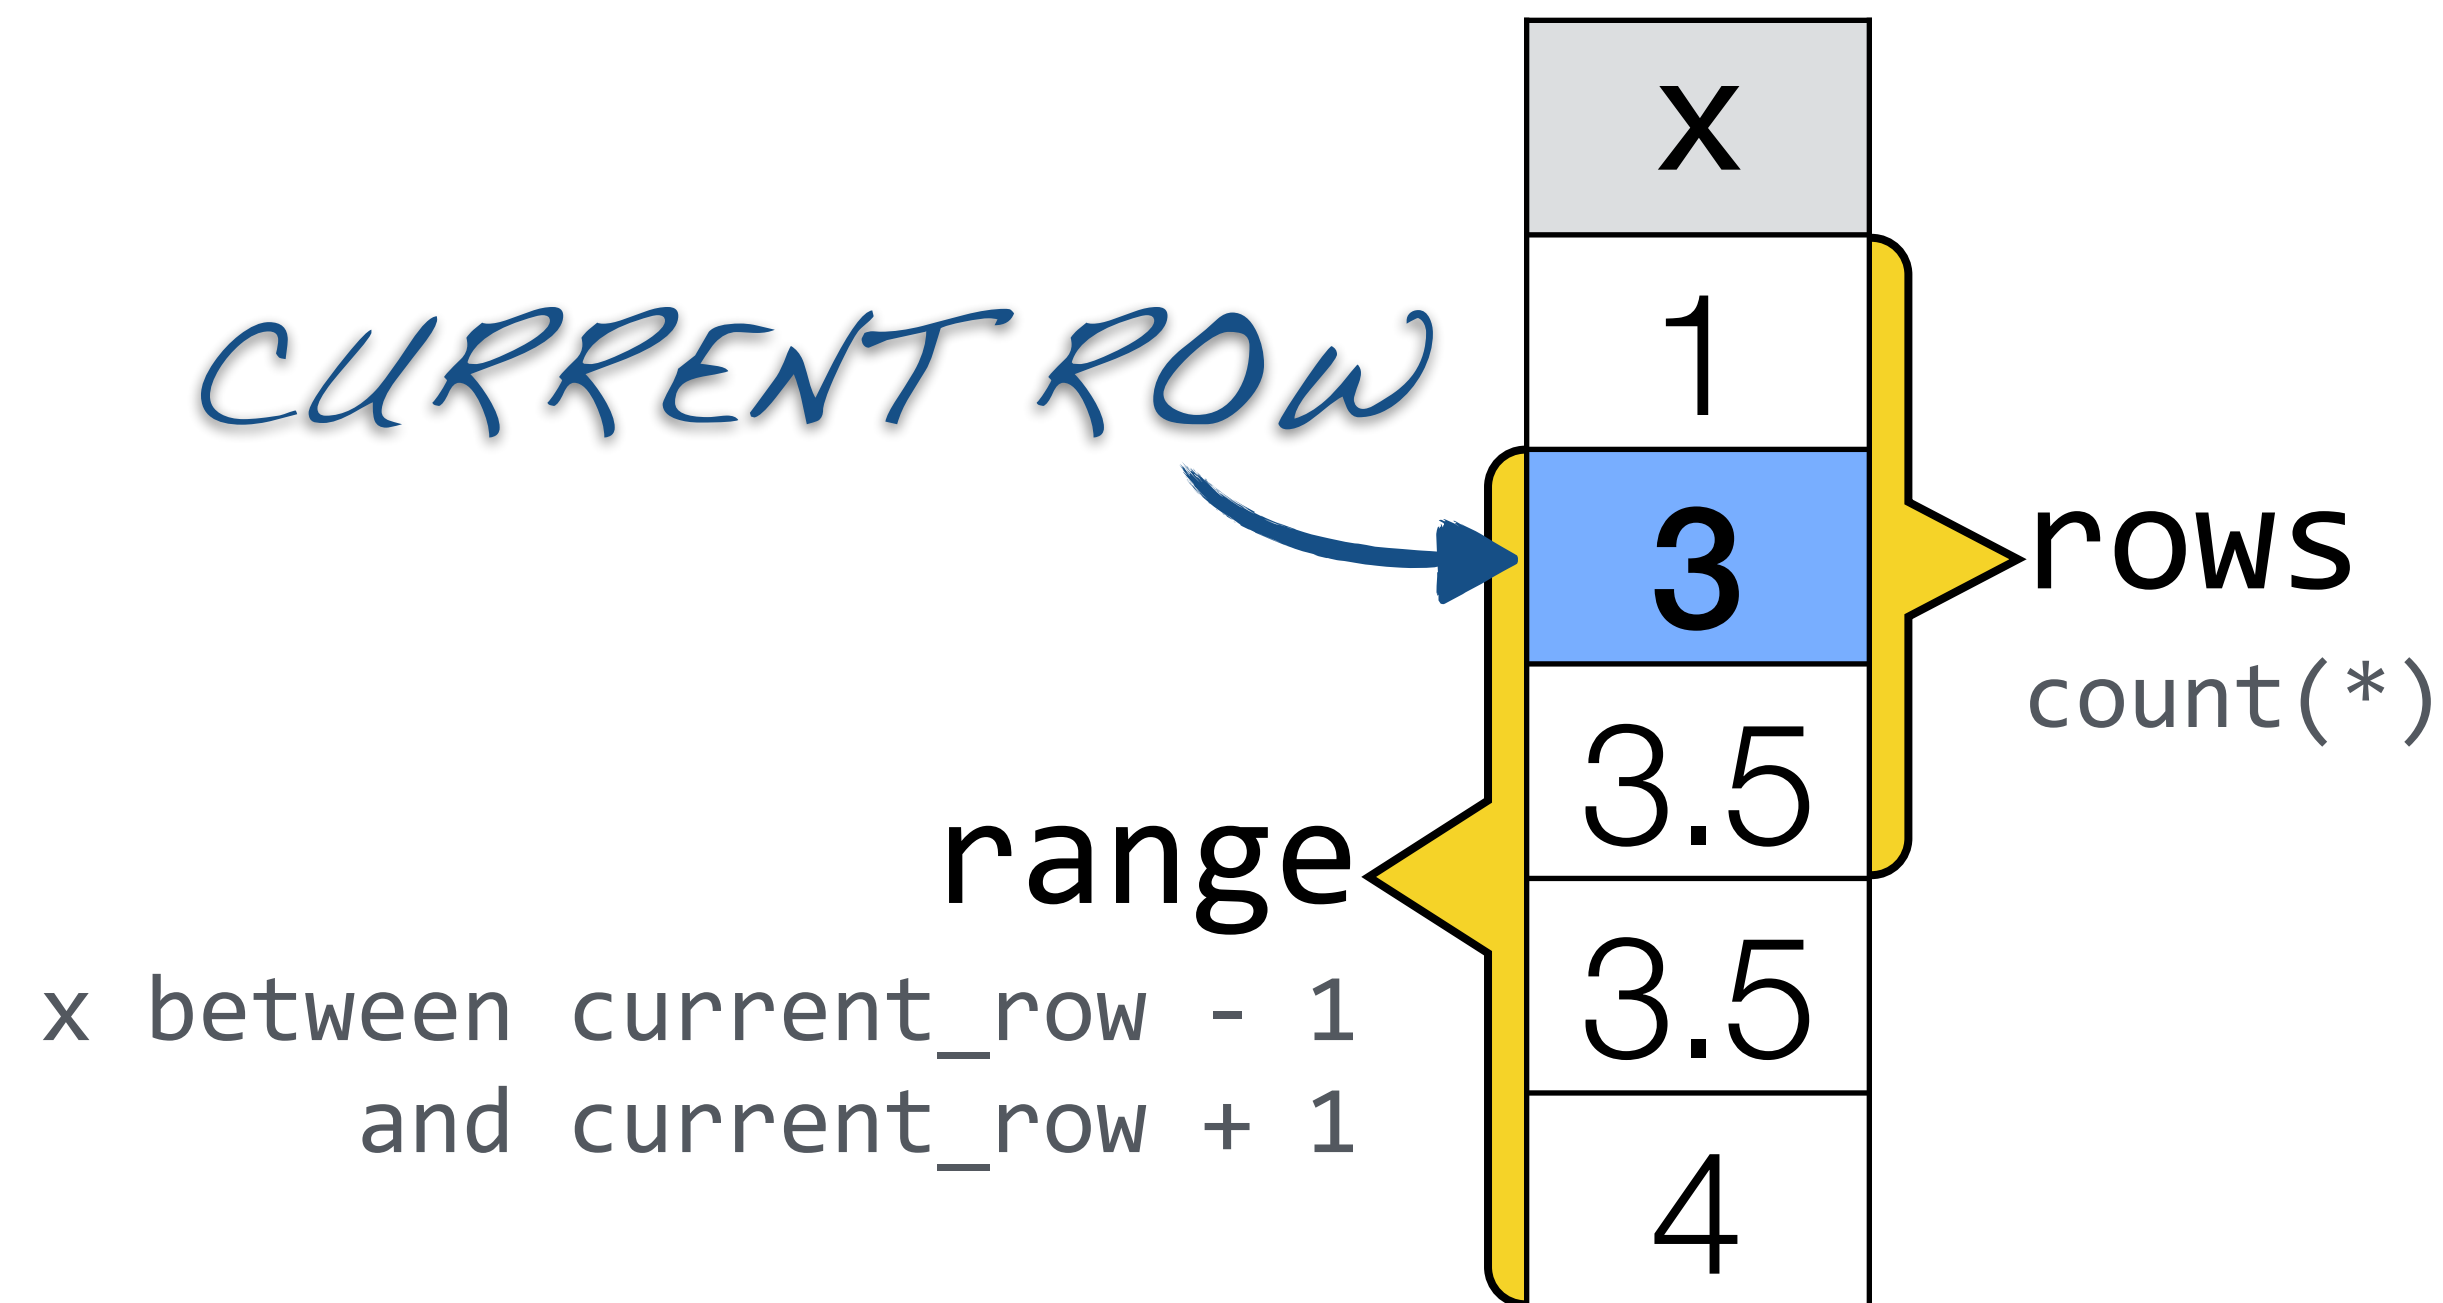 x
1
CURRENT ROW
3
rows
count(*)
3.5
range
x between current_row - 1
and current_row + 1
3.5
4